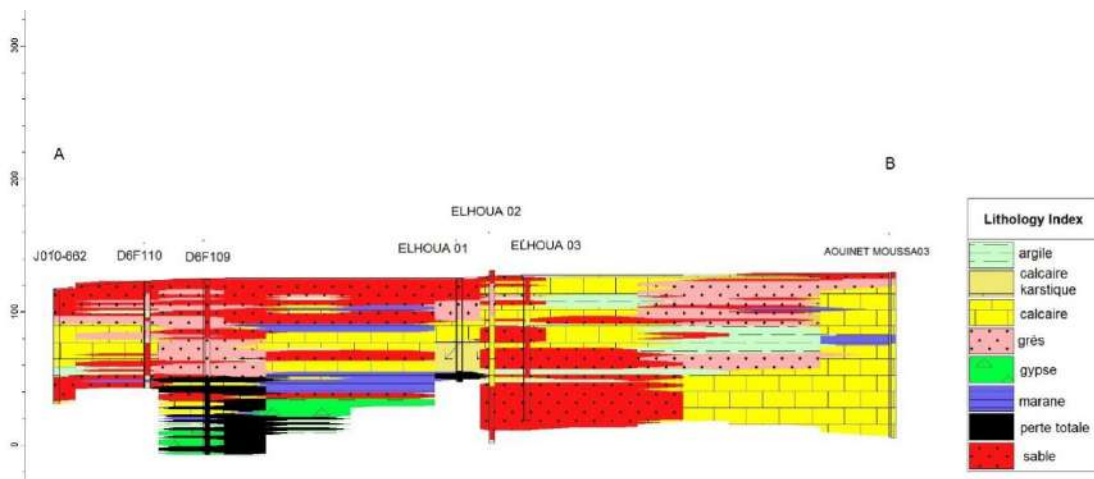 300
200
100
0
A
B
ELHOUA 02
J010-662
D6F110
D6F109
ELHOUA 01
ELHOUA 03
AOUINET MOUSSA03
Lithology Index
argile
calcaire
karstique
calcaire
grés
gypse
marane
perte totale
sable